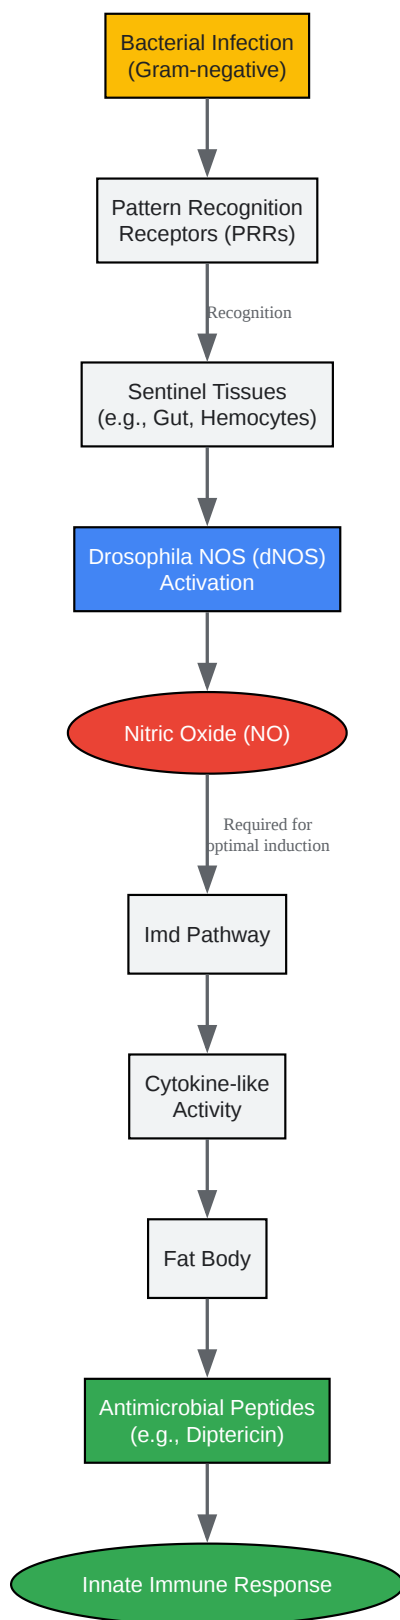 Bacterial Infection
(Gram-negative)
Pattern Recognition
Receptors (PRRs)
Recognition
Sentinel Tissues
(e.g., Gut, Hemocytes)
Drosophila NOS (dNOS)
Activation
Nitric Oxide (NO)
Required for
optimal induction
Imd Pathway
Cytokine-like
Activity
Fat Body
Antimicrobial Peptides
(e.g., Diptericin)
Innate Immune Response